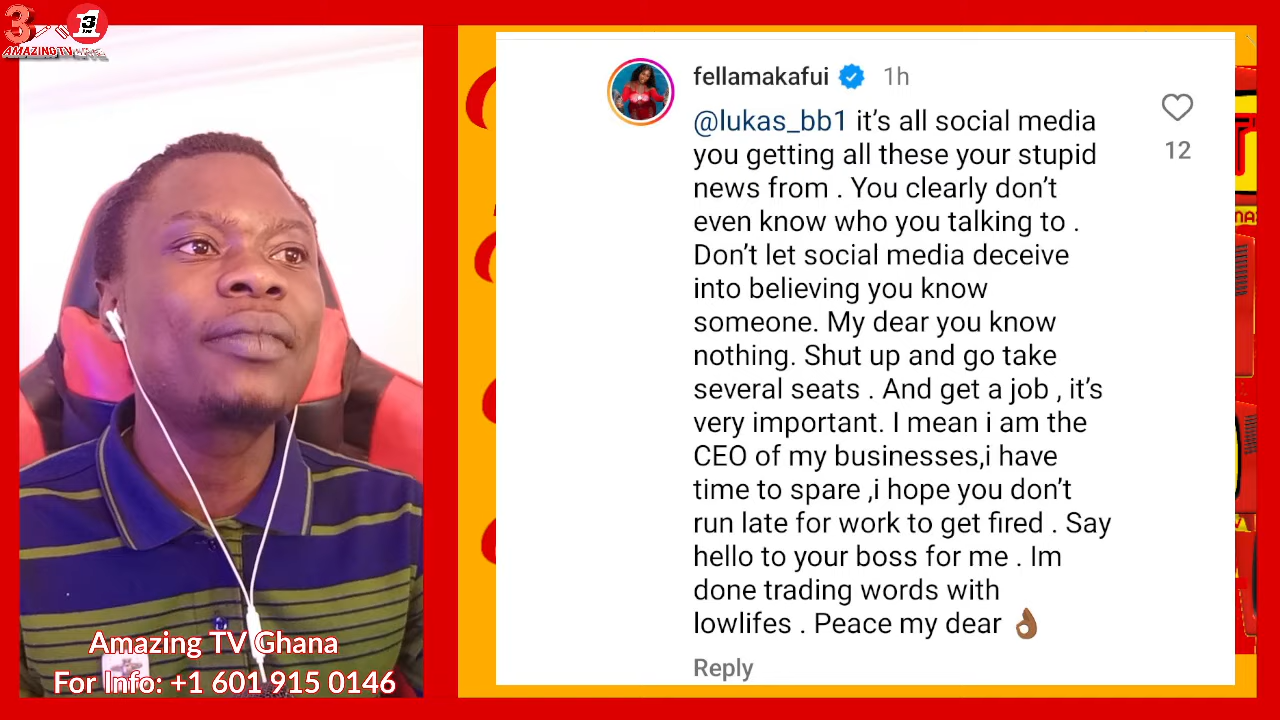 3
13
AMAZINGTV
fellamakafui 1h
@lukas_bb1 it’s all social media
you getting all these your stupid
news from . You clearly don’t
even know who you talking to .
Don’t let social media deceive
into believing you know
someone. My dear you know
nothing. Shut up and go take
several seats . And get a job , it’s
very important. I mean i am the
CEO of my businesses,i have
time to spare ,i hope you don’t
run late for work to get fired . Say
hello to your boss for me . Im
done trading words with
lowlifes . Peace my dear 👌🏾
Reply
12
Amazing TV Ghana
For Info: +1 601 915 0146